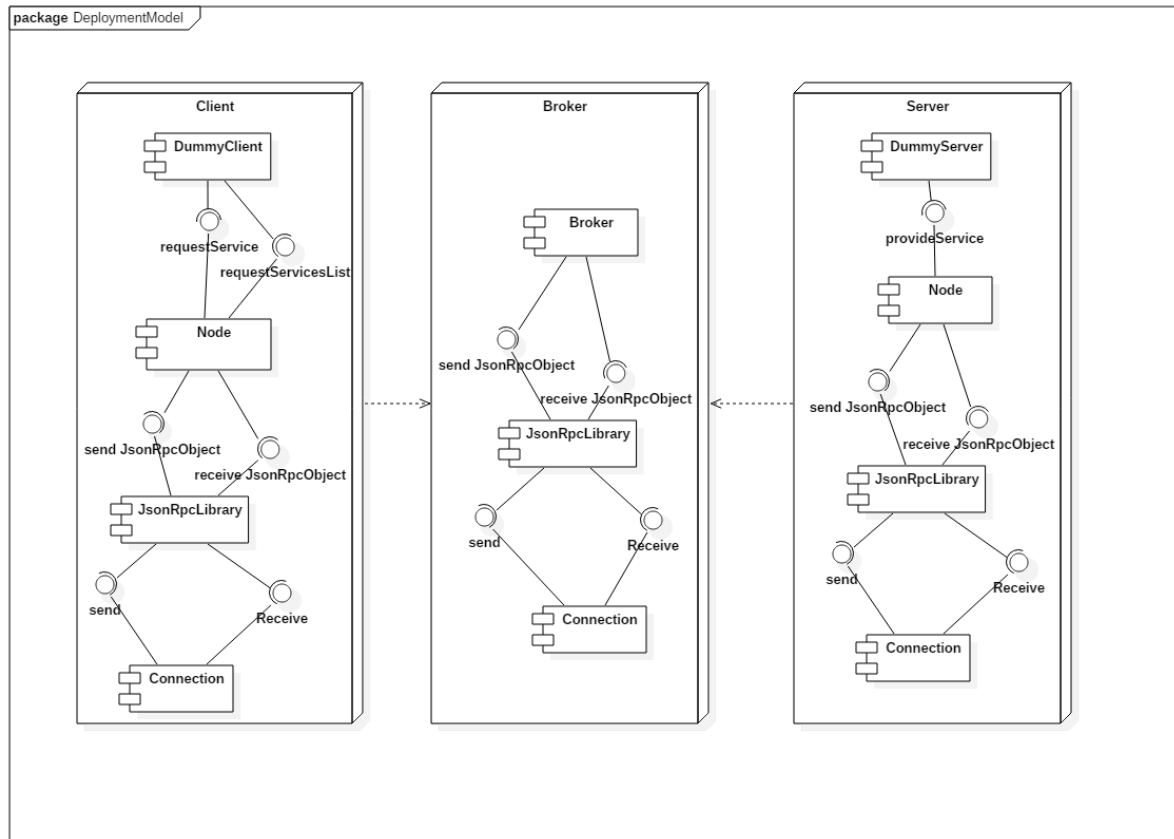 package DeploymentModel
Client
DummyClient
requestService
requestServicesList
Node
send JsonRpcObject
receive JsonRpcObject
JsonRpcLibrary
send
Receive
Connection
Broker
Broker
send JsonRpcObject
receive JsonRpcObject
JsonRpcLibrary
send
Receive
Connection
Server
DummyServer
provideService
Node
send JsonRpcObject
receive JsonRpcObject
JsonRpcLibrary
send
Receive
Connection